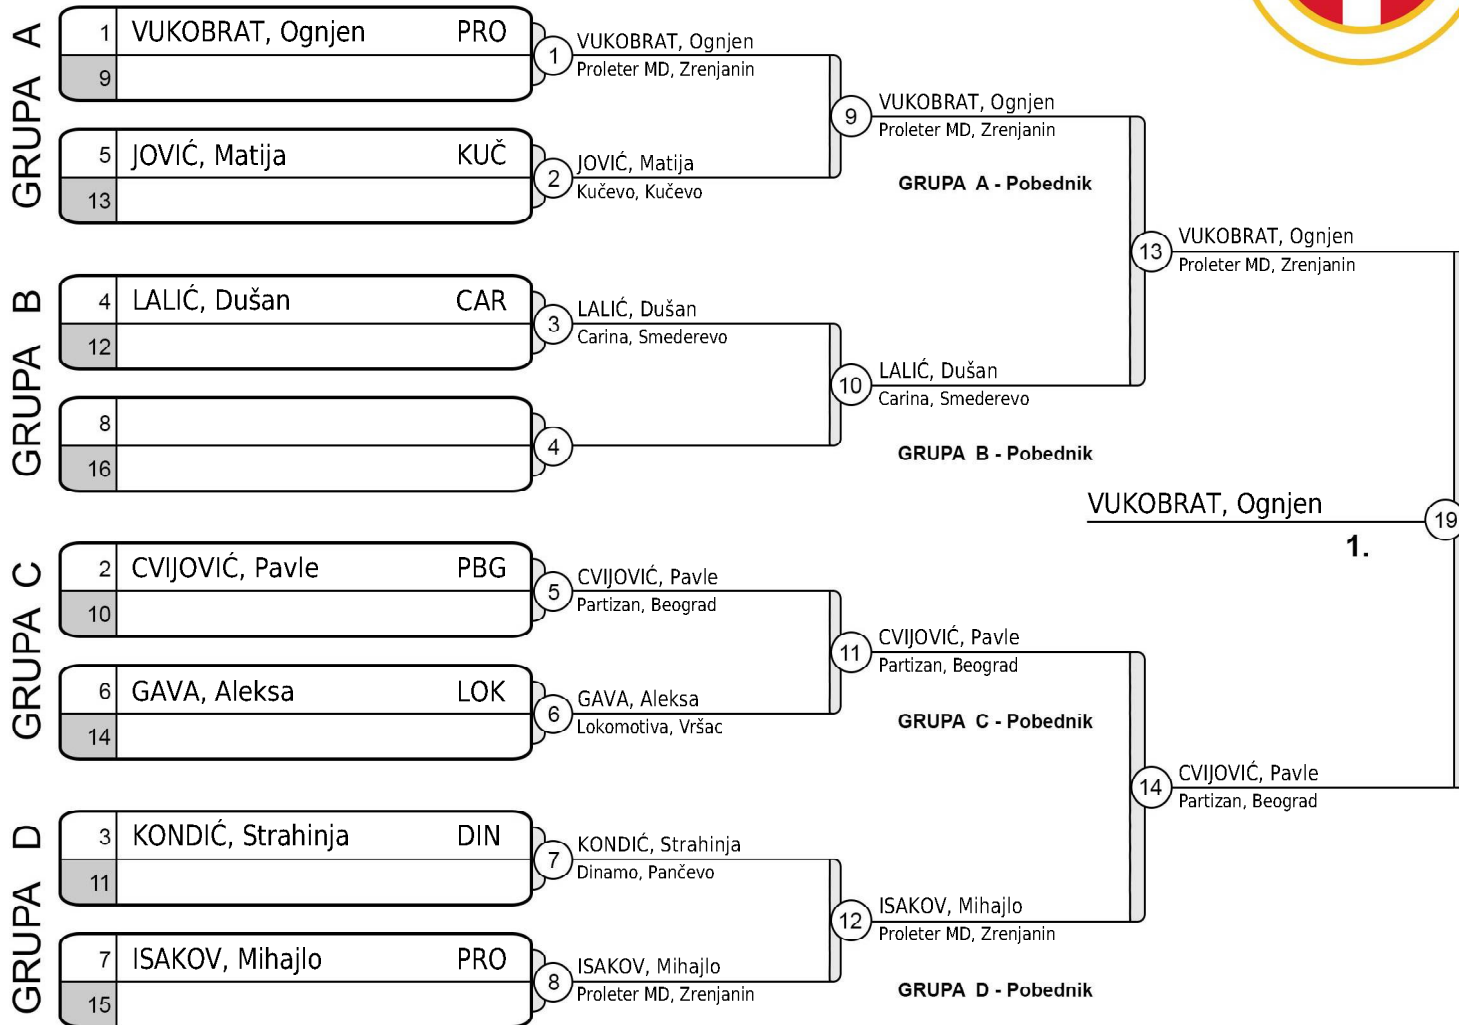 GRUPA A
1 VUKOBRAT, Ognjen PRO
9
1
VUKOBRAT, Ognjen
Proleter MD, Zrenjanin
5 JOVIĆ, Matija KUČ
13
2
JOVIĆ, Matija
Kučevo, Kučevo
9
VUKOBRAT, Ognjen
Proleter MD, Zrenjanin
GRUPA A - Pobednik
GRUPA B
4 LALIĆ, Dušan CAR
12
3
LALIĆ, Dušan
Carina, Smederevo
8
16
4
10
LALIĆ, Dušan
Carina, Smederevo
GRUPA B - Pobednik
13
VUKOBRAT, Ognjen
Proleter MD, Zrenjanin
VUKOBRAT, Ognjen
1.
19
GRUPA C
2 CVIJOVIĆ, Pavle PBG
10
5
CVIJOVIĆ, Pavle
Partizan, Beograd
6 GAVA, Aleksa LOK
14
6
GAVA, Aleksa
Lokomotiva, Vršac
11
CVIJOVIĆ, Pavle
Partizan, Beograd
GRUPA C - Pobednik
14
CVIJOVIĆ, Pavle
Partizan, Beograd
GRUPA D
3 KONDIĆ, Strahinja DIN
11
7
KONDIĆ, Strahinja
Dinamo, Pančevo
7 ISAKOV, Mihajlo PRO
15
8
ISAKOV, Mihajlo
Proleter MD, Zrenjanin
12
ISAKOV, Mihajlo
Proleter MD, Zrenjanin
GRUPA D - Pobednik